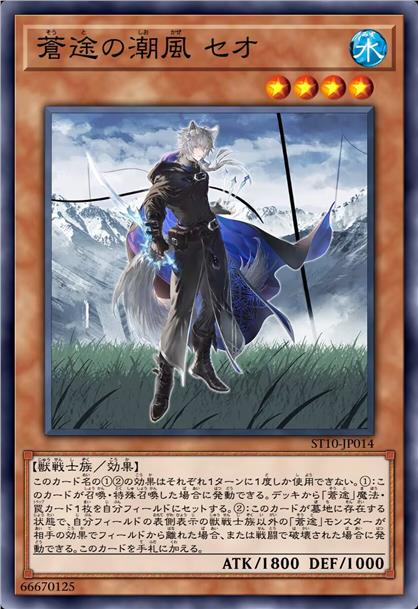 蒼途の潮風 セオ
水
ST10-JP014
【獣戦士族／効果】
このカード名の①②の効果はそれぞれ1ターンに1度しか使用できない。①:こ
のカードが召喚・特殊召喚した場合に発動できる。デッキから「蒼途」魔法・
罠カード1枚を自分フィールドにセットする。②:このカードが墓地に存在する
状態で、自分フィールドの表側表示の獣戦士族以外の「蒼途」モンスターが
相手の効果でフィールドから離れた場合、または戦闘で破壊された場合に発
動できる。このカードを手札に加える。
ATK/1800 DEF/1000
66670125